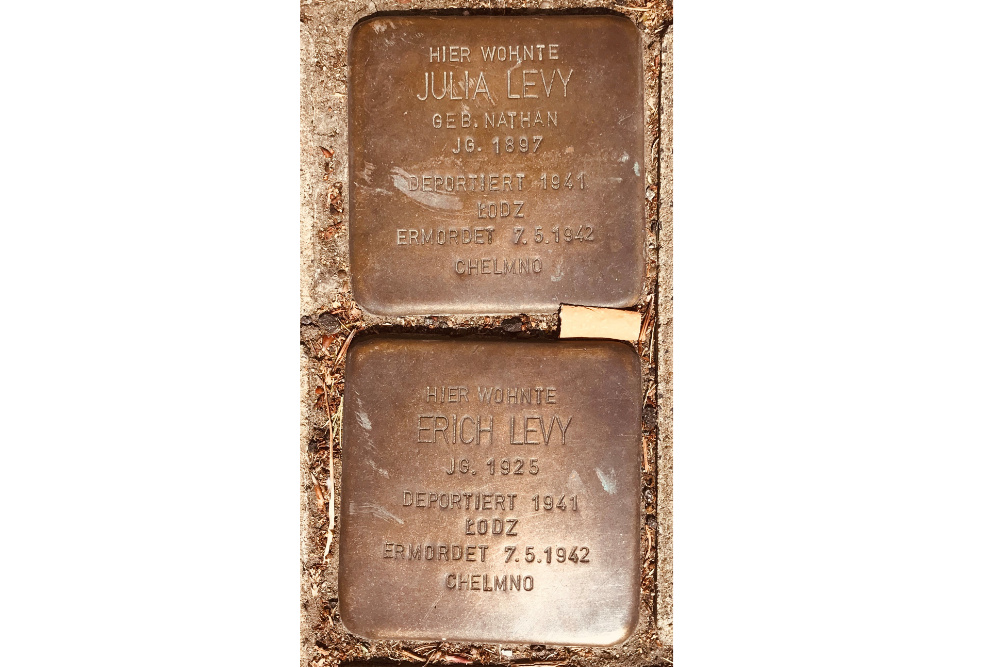 HIER WOHNTE
JULIA LEVY
GEB. NATHAN
JG. 1897
DEPORTIERT 1941
ŁODZ
ERMORDET 7.5.1942
CHELMNO
HIER WOHNTE
ERICH LEVY
JG. 1925
DEPORTIERT 1941
ŁODZ
ERMORDET 7.5.1942
CHELMNO